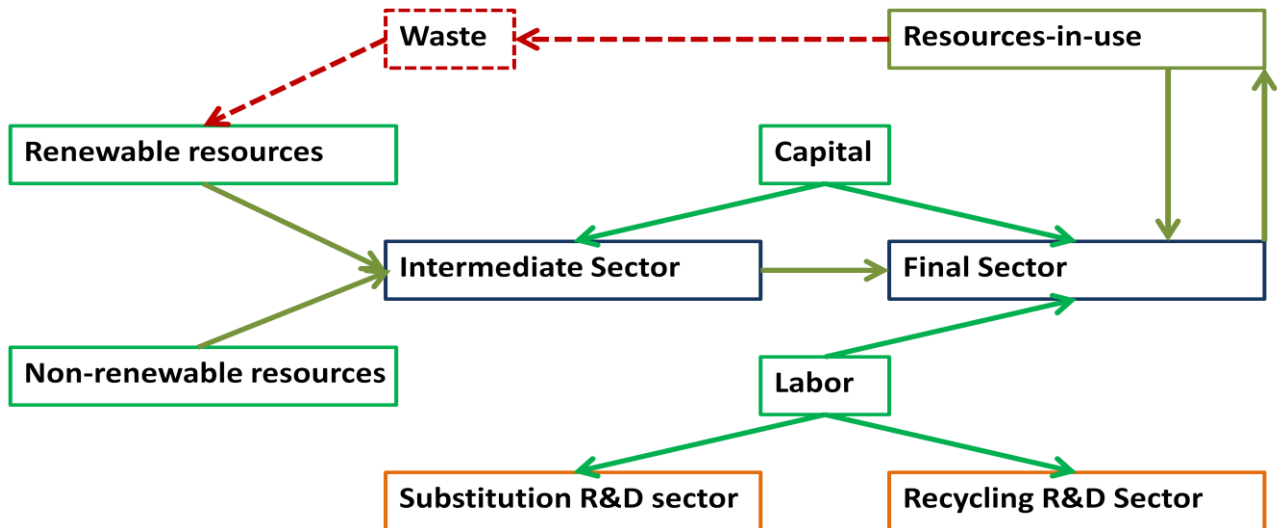 Waste
Resources-in-use
Renewable resources
Capital
Intermediate Sector
Final Sector
Non-renewable resources
Labor
Substitution R&D sector
Recycling R&D Sector